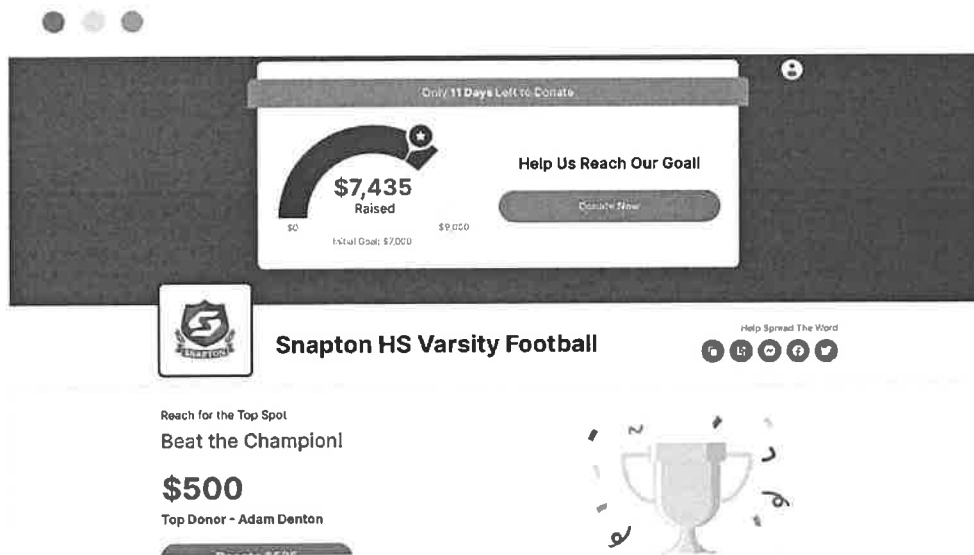 Only 11 Days Left to Donate
$7,435
Raised
$0
$9,000
Initial Goal: $7,000
Help Us Reach Our Goal!
Donate Now
SNAPTON
Snapton HS Varsity Football
Help Spread The Word
Reach for the Top Spot
Beat the Champion!
$500
Top Donor - Adam Denton